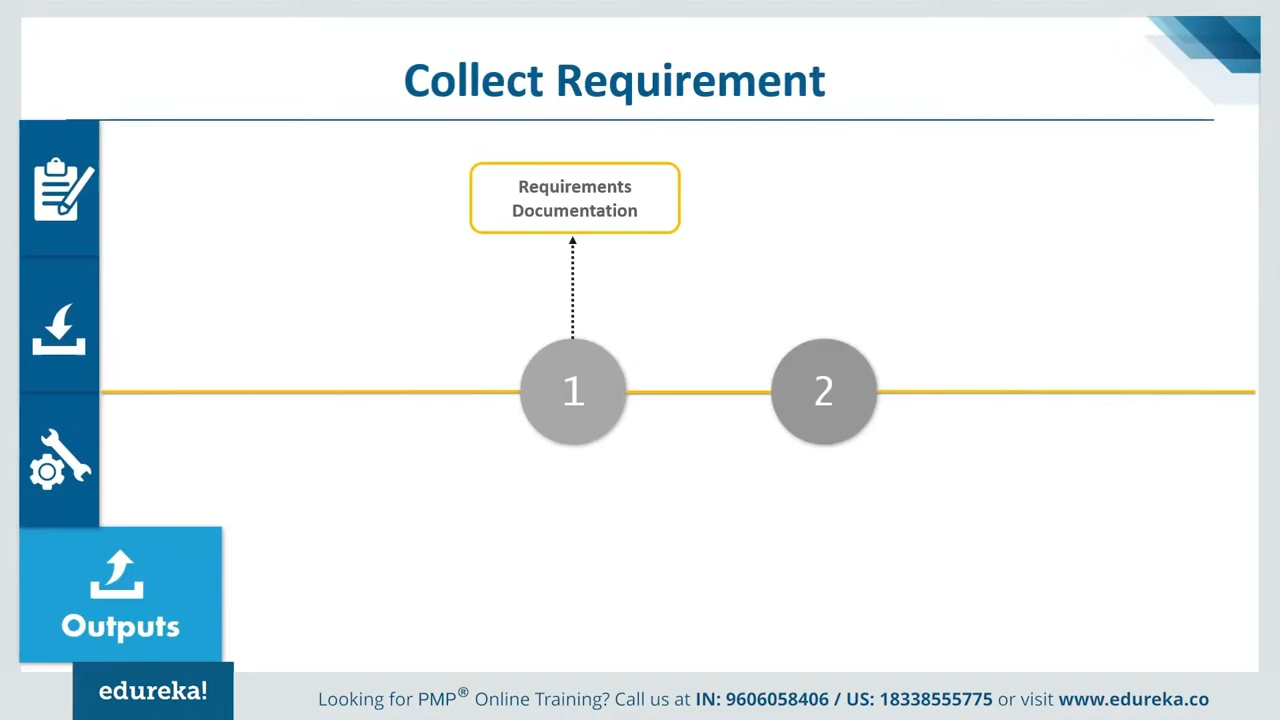 Collect Requirement
Requirements
Documentation
1
2
Outputs
edureka!
Looking for PMP® Online Training? Call us at IN: 9606058406 / US: 18338555775 or visit www.edureka.co